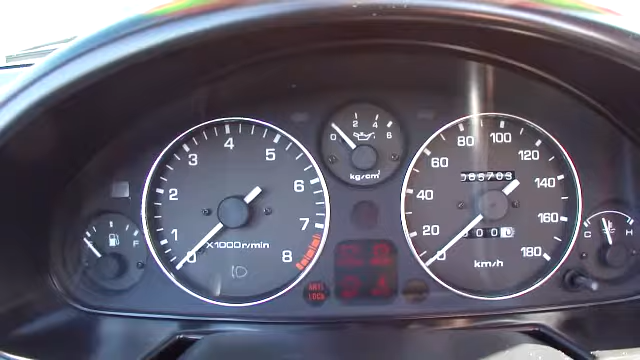 0 1 2 3 4 5 6 7 8
X1000r/min
0 2 4 6
kg/cm²
0 20 40 60 80 100 120 140 160 180
km/h
E F
C H
ANTI
LOCK